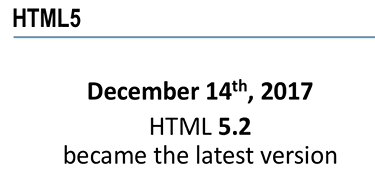 HTML5
December 14th, 2017
HTML 5.2
became the latest version